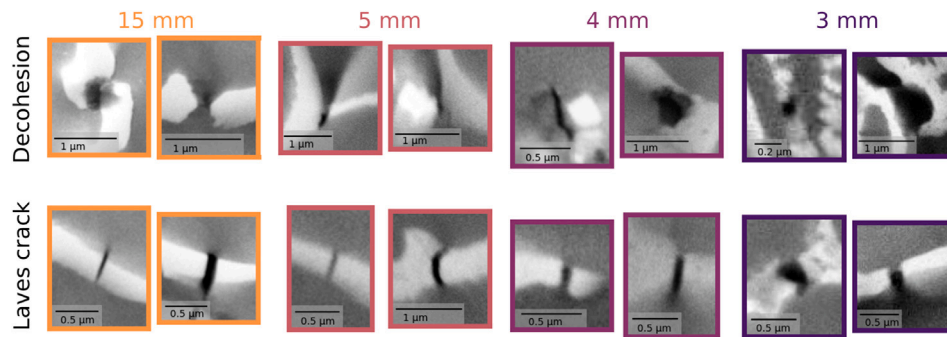 15 mm 5 mm 4 mm 3 mm
Decohesion
1 µm 1 µm 1 µm 1 µm 0.5 µm 1 µm 0.2 µm 1 µm
Laves crack
0.5 µm 0.5 µm 0.5 µm 1 µm 0.5 µm 0.5 µm 0.5 µm 0.5 µm